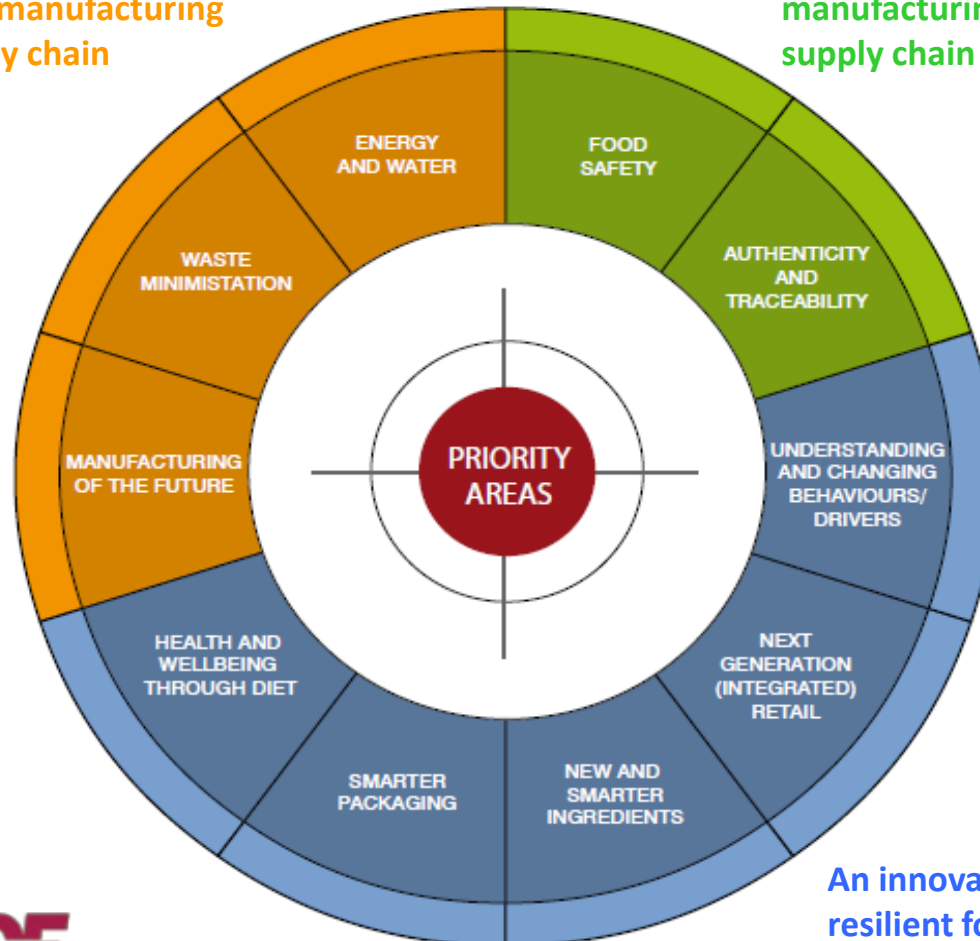 manufacturing
y chain
manufacturin
supply chain
ENERGY
AND WATER
FOOD
SAFETY
WASTE
MINIMISTATION
AUTHENTICITY
AND
TRACEABILITY
MANUFACTURING
OF THE FUTURE
PRIORITY
AREAS
UNDERSTANDING
AND CHANGING
BEHAVIOURS/
DRIVERS
HEALTH AND
WELLBEING
THROUGH DIET
NEXT
GENERATION
(INTEGRATED)
RETAIL
SMARTER
PACKAGING
NEW AND
SMARTER
INGREDIENTS
An innova
resilient fo